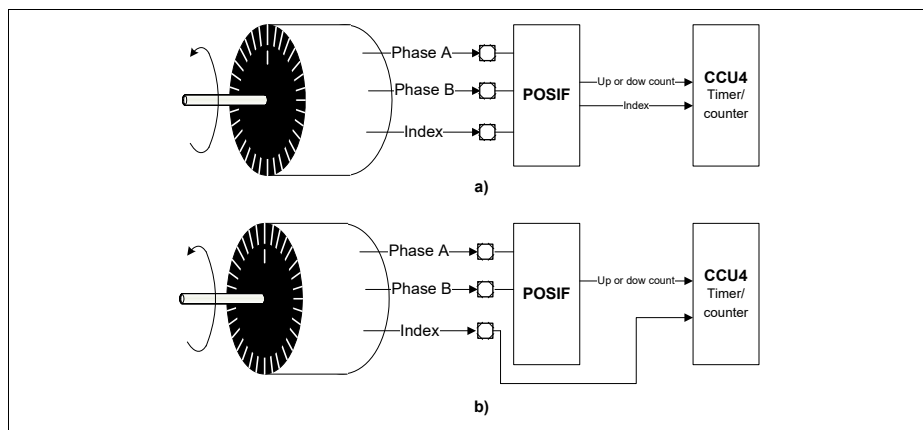 Phase A
Phase B
Index
POSIF
Up or dow count
Index
CCU4
Timer/
counter
a)
Phase A
Phase B
Index
POSIF
Up or dow count
CCU4
Timer/
counter
b)